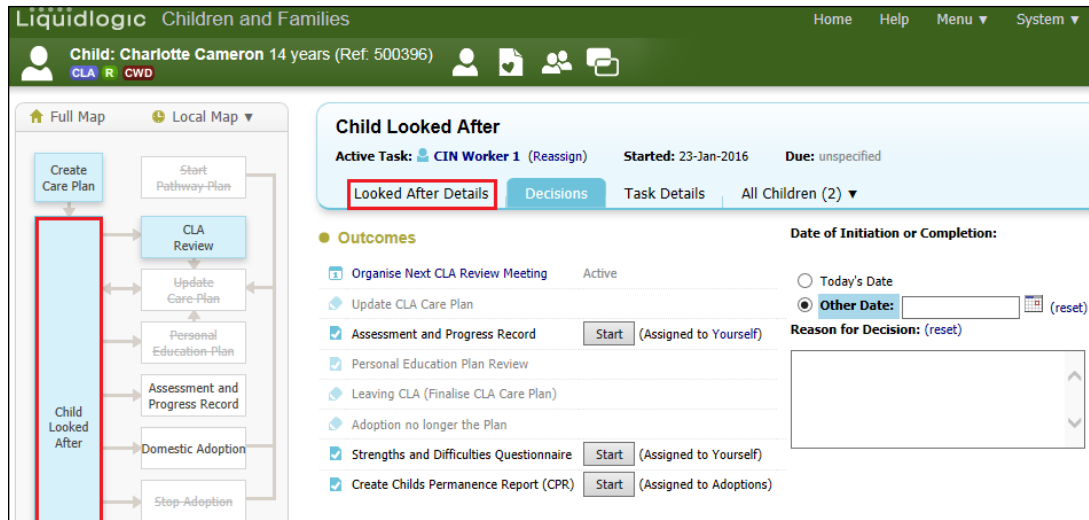 Liquidlogic Children and Families
Home Help Menu ▼ System ▼
Child: Charlotte Cameron 14 years (Ref: 500396)
CLA R CWD
Full Map Local Map ▼
Create
Care Plan
Start
Pathway Plan
CLA
Review
Update
Care Plan
Personal
Education Plan
Assessment and
Progress Record
Child
Looked
After
Domestic Adoption
Stop Adoption
Child Looked After
Active Task: CIN Worker 1 (Reassign) Started: 23-Jan-2016 Due: unspecified
Looked After Details Decisions Task Details All Children (2) ▼
Outcomes
1 Organise Next CLA Review Meeting Active
Update CLA Care Plan
Assessment and Progress Record Start (Assigned to Yourself)
Personal Education Plan Review
Leaving CLA (Finalise CLA Care Plan)
Adoption no longer the Plan
Strengths and Difficulties Questionnaire Start (Assigned to Yourself)
Create Childs Permanence Report (CPR) Start (Assigned to Adoptions)
Date of Initiation or Completion:
Today's Date
Other Date: (reset)
Reason for Decision: (reset)